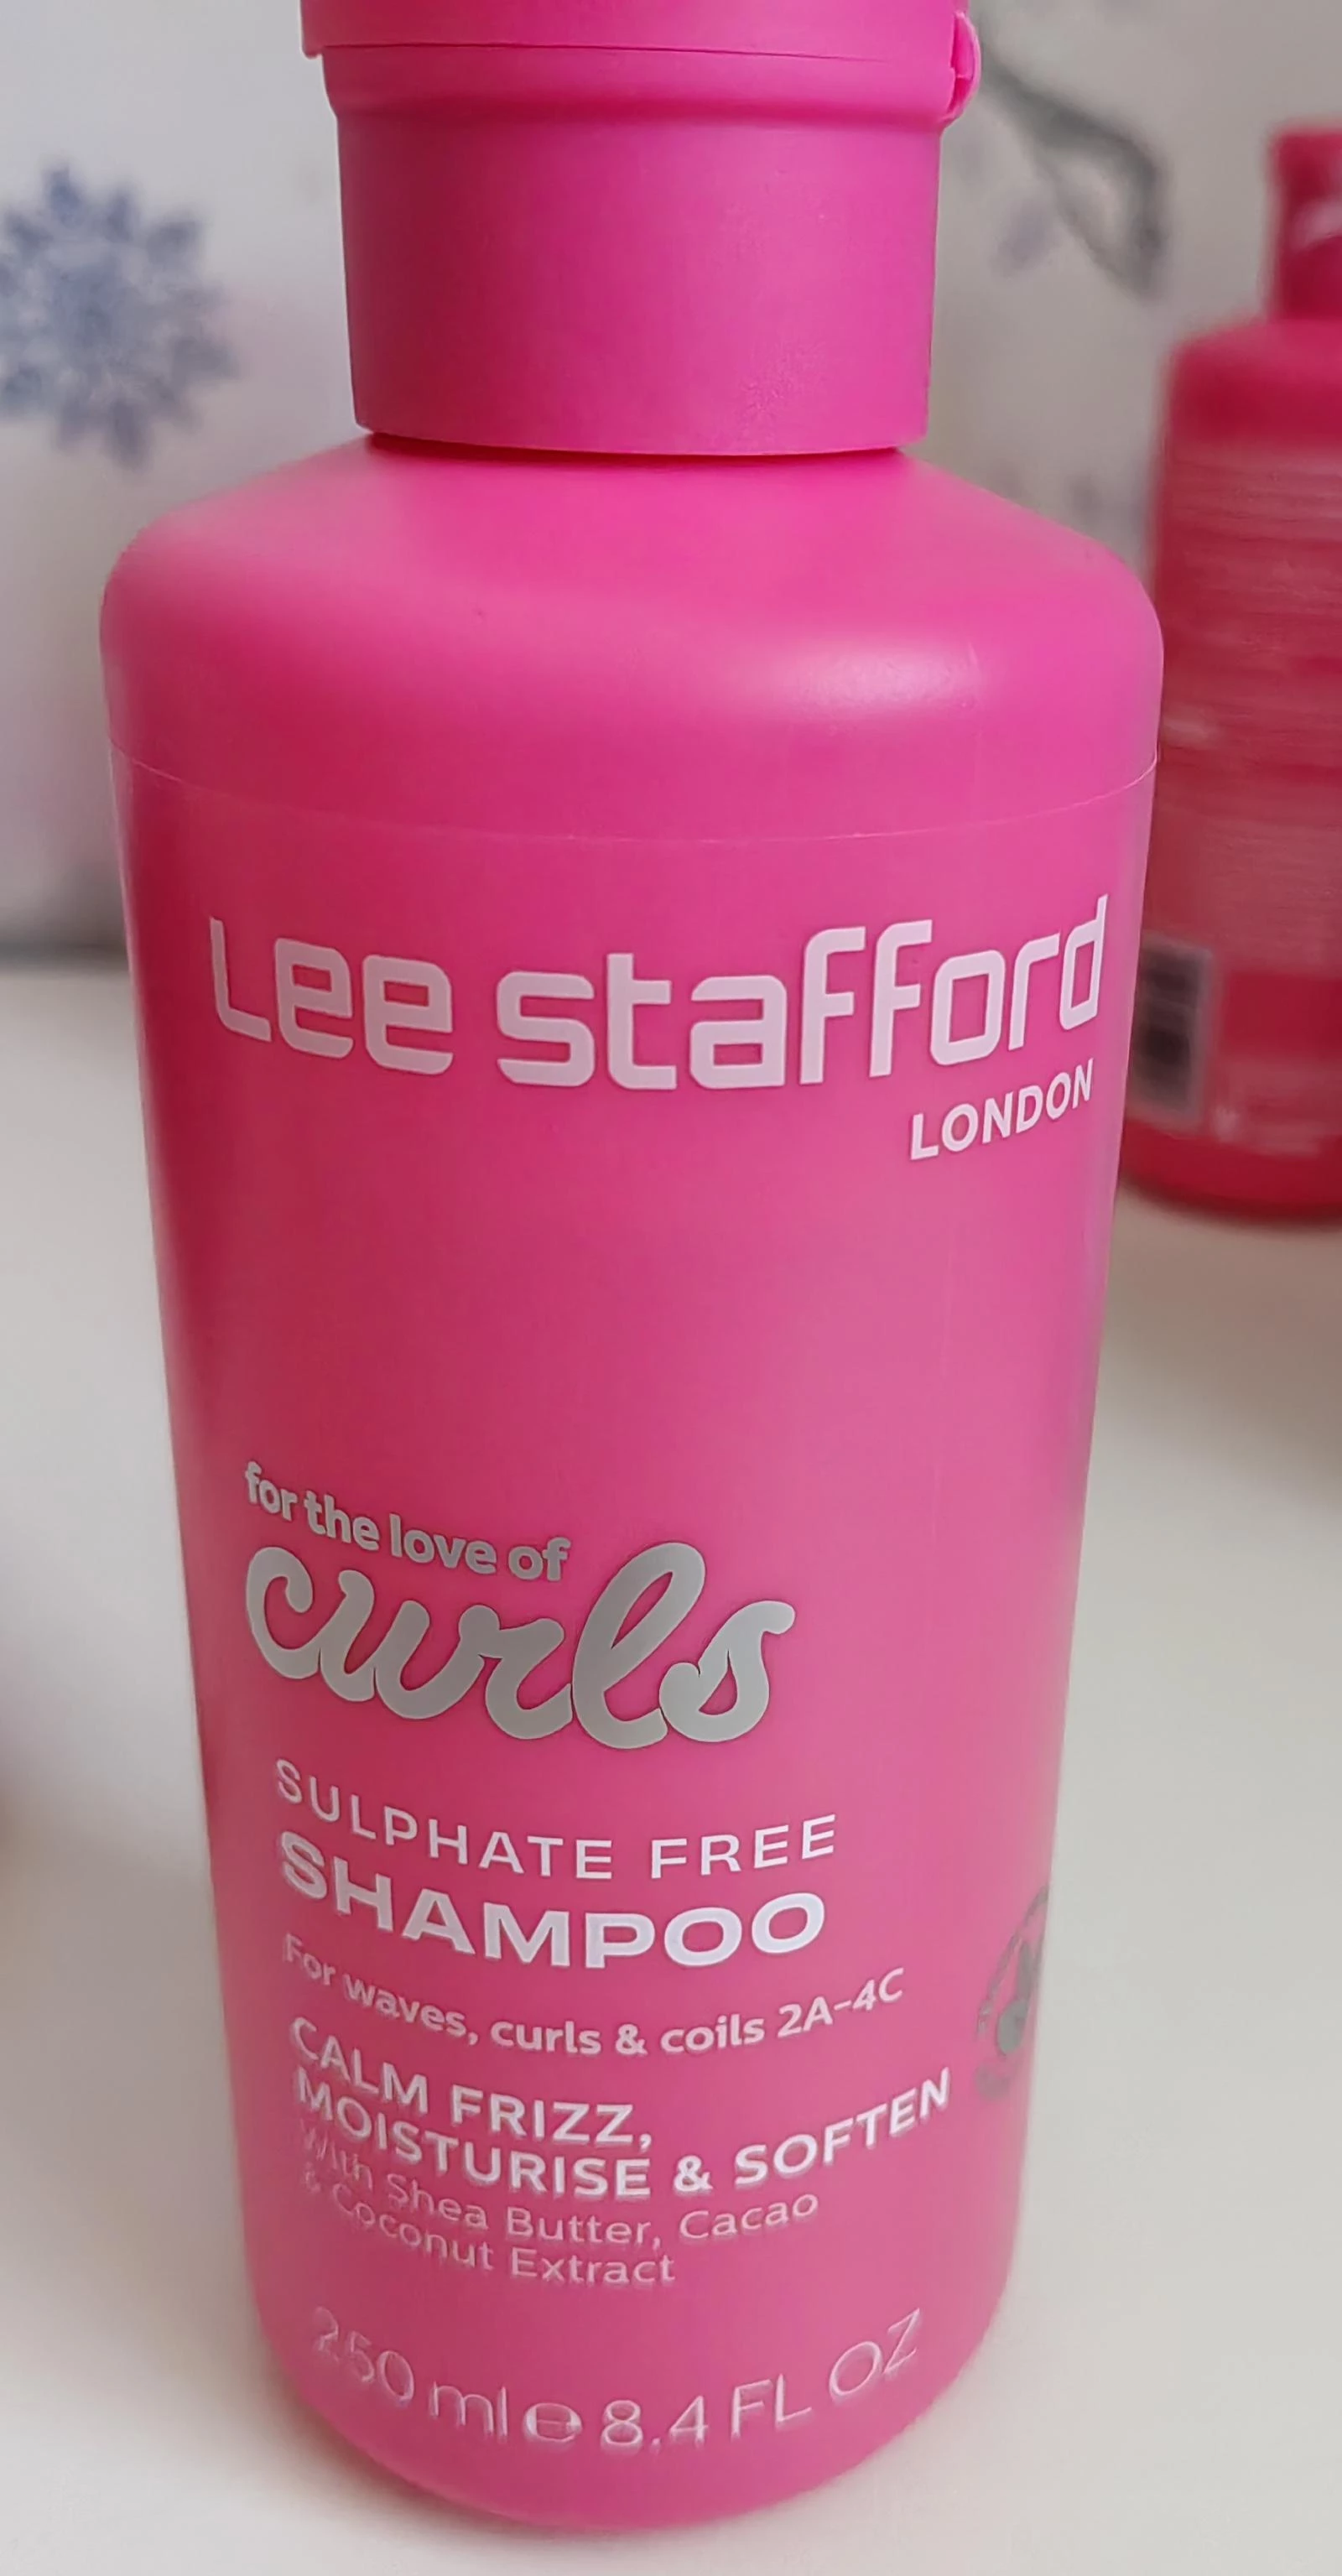 Lee stafford
LONDON
for the love of
curls
SULPHATE FREE
SHAMPOO
For waves, curls & coils 2A-4C
CALM FRIZZ,
MOISTURISE & SOFTEN
With Shea Butter, Cacao
& Coconut Extract
250 ml e 8.4 FL OZ